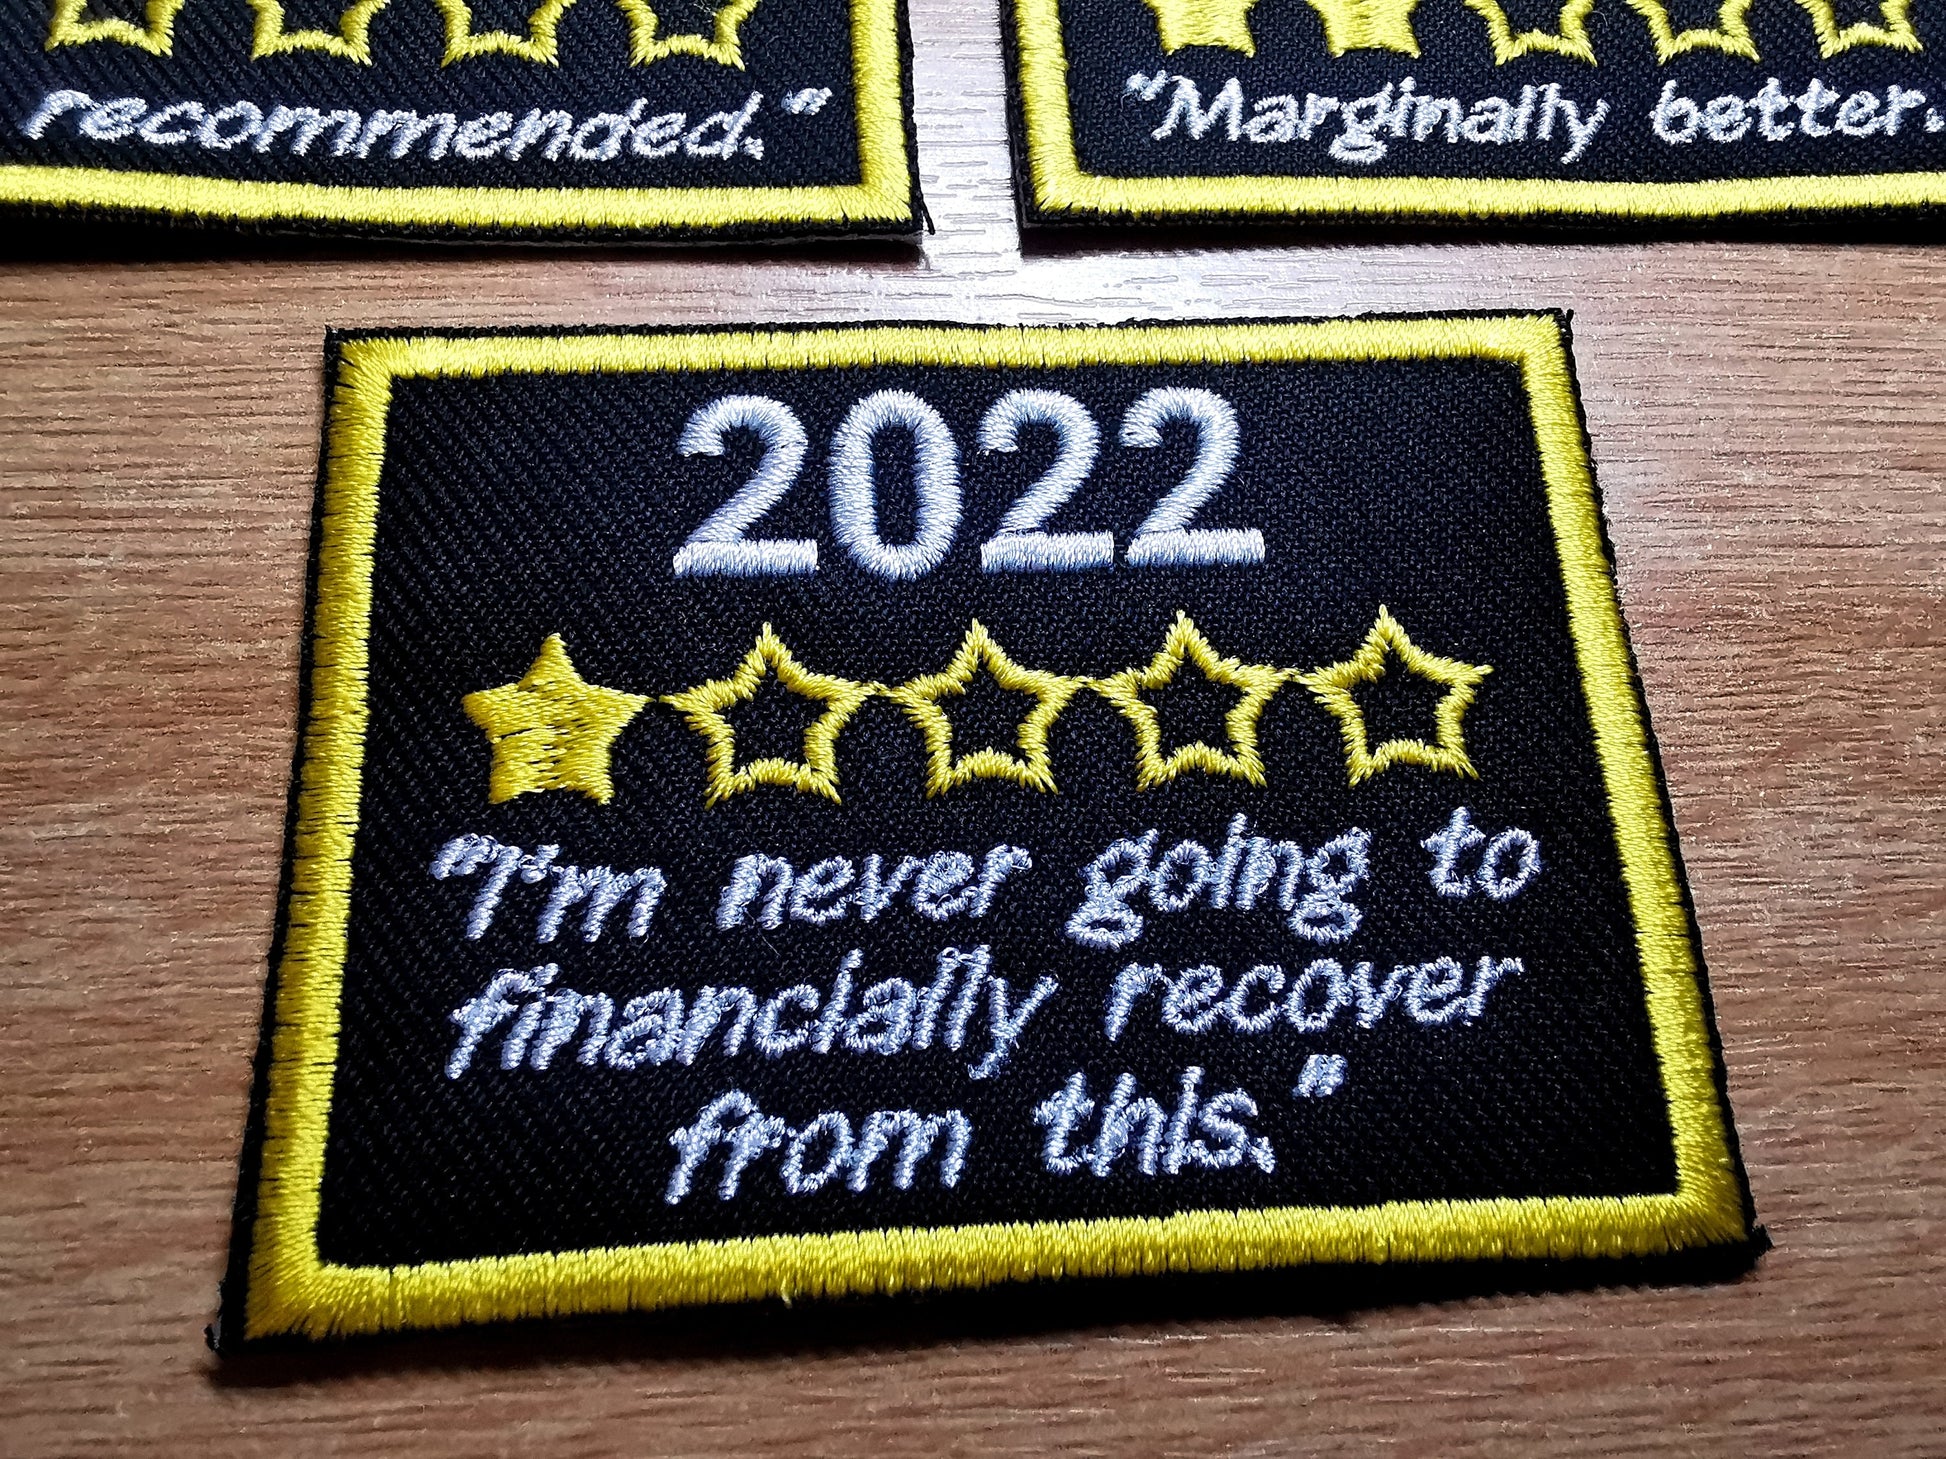 recommended."
"Marginally better.
2022
"I'm never going to
financially recover
from this."